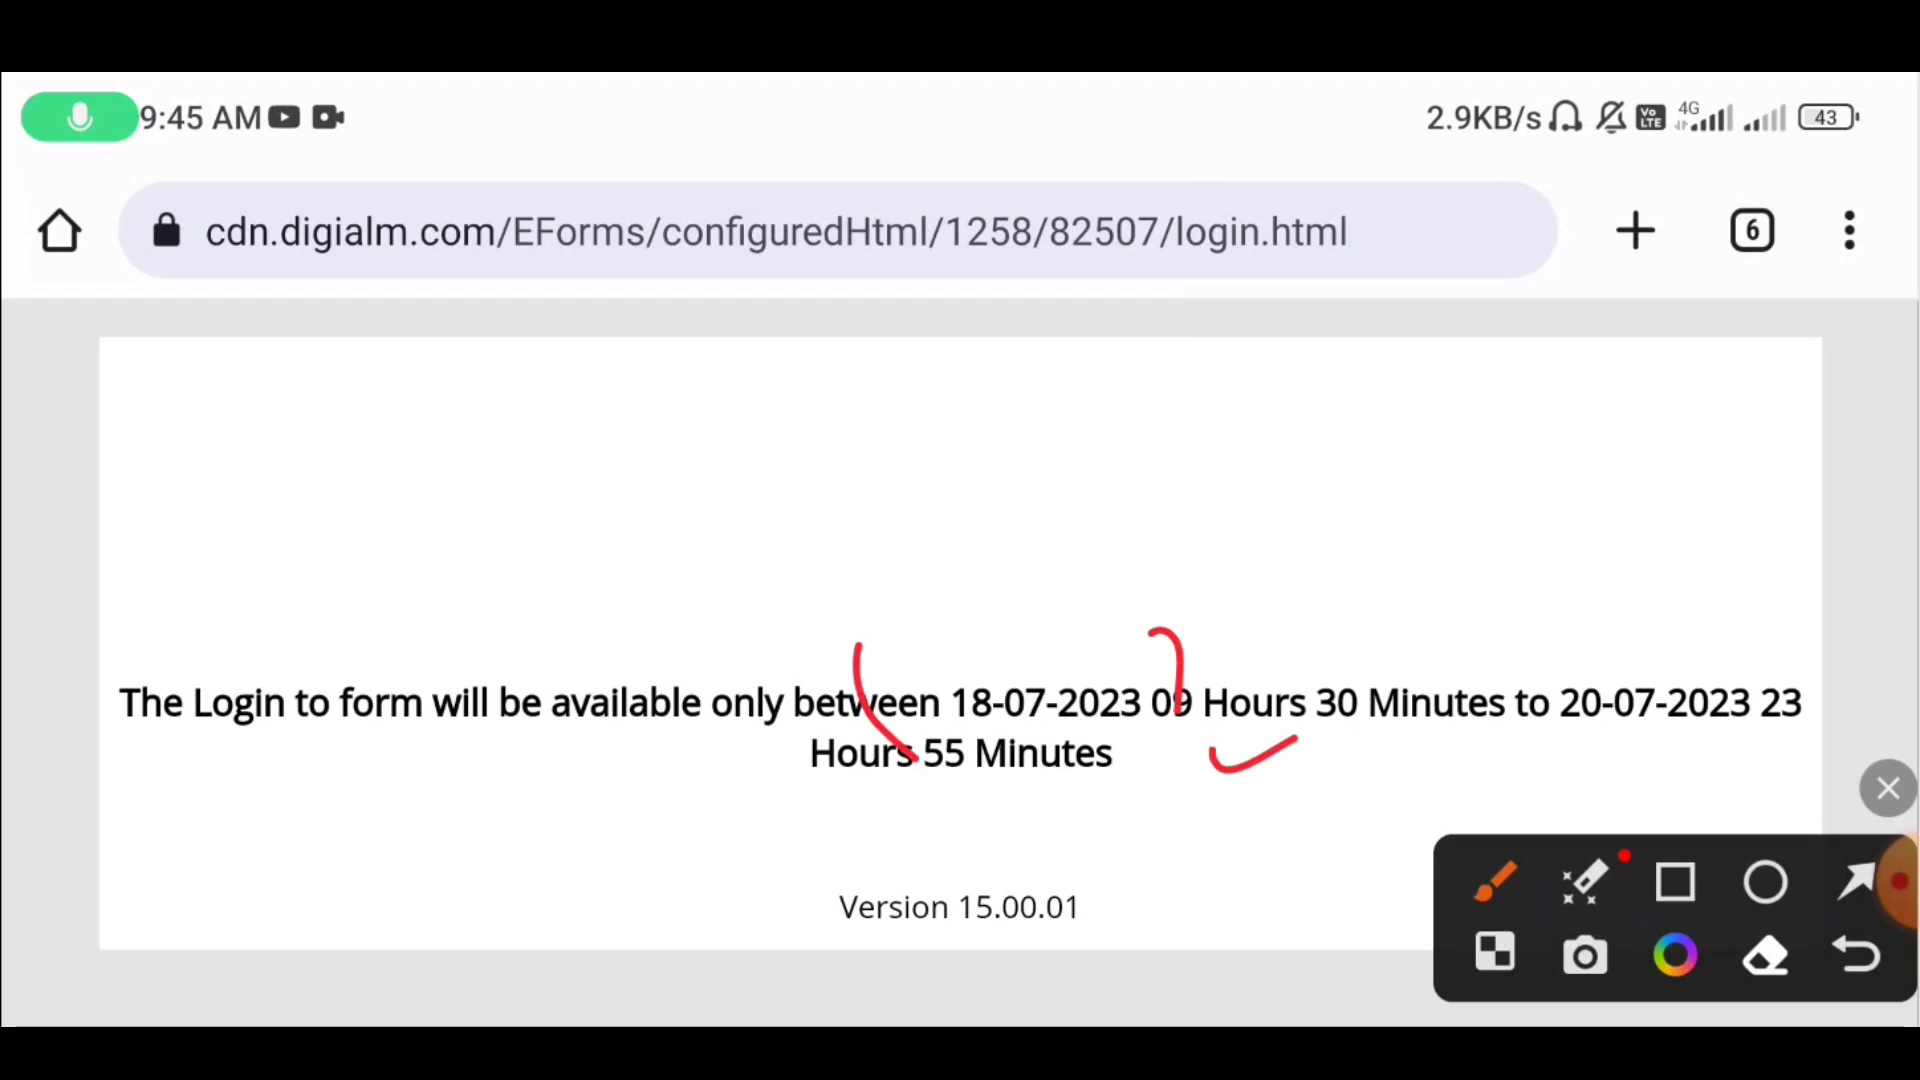 9:45 AM
2.9KB/s Vo LTE 4G 43
cdn.digialm.com/EForms/configuredHtml/1258/82507/login.html
6
The Login to form will be available only between 18-07-2023 09 Hours 30 Minutes to 20-07-2023 23
Hours 55 Minutes
Version 15.00.01